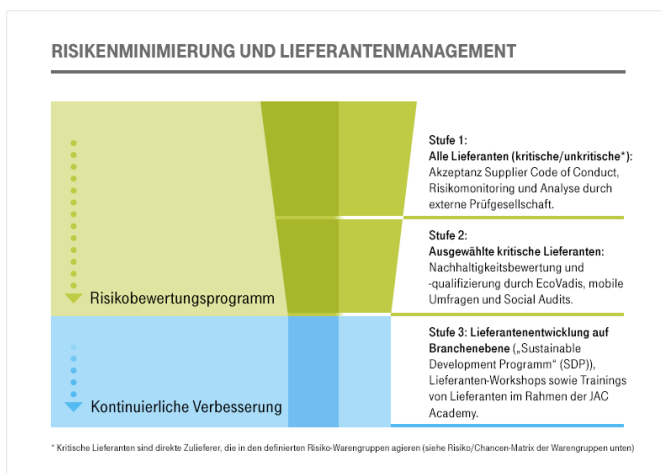 RISIKENMINIMIERUNG UND LIEFERANTENMANAGEMENT
Stufe 1:
Alle Lieferanten (kritische/unkritische*):
Akzeptanz Supplier Code of Conduct,
Risikomonitoring und Analyse durch
externe Prüfgesellschaft.
Stufe 2:
Ausgewählte kritische Lieferanten:
Nachhaltigkeitsbewertung und
-qualifizierung durch EcoVadis, mobile
Umfragen und Social Audits.
Risikobewertungsprogramm
Stufe 3: Lieferantenentwicklung auf
Branchenebene („Sustainable
Development Programm“ (SDP)),
Lieferanten-Workshops sowie Trainings
von Lieferanten im Rahmen der JAC
Academy.
Kontinuierliche Verbesserung
* Kritische Lieferanten sind direkte Zulieferer, die in den definierten Risiko-Warengruppen agieren (siehe Risiko/Chancen-Matrix der Warengruppen unten)